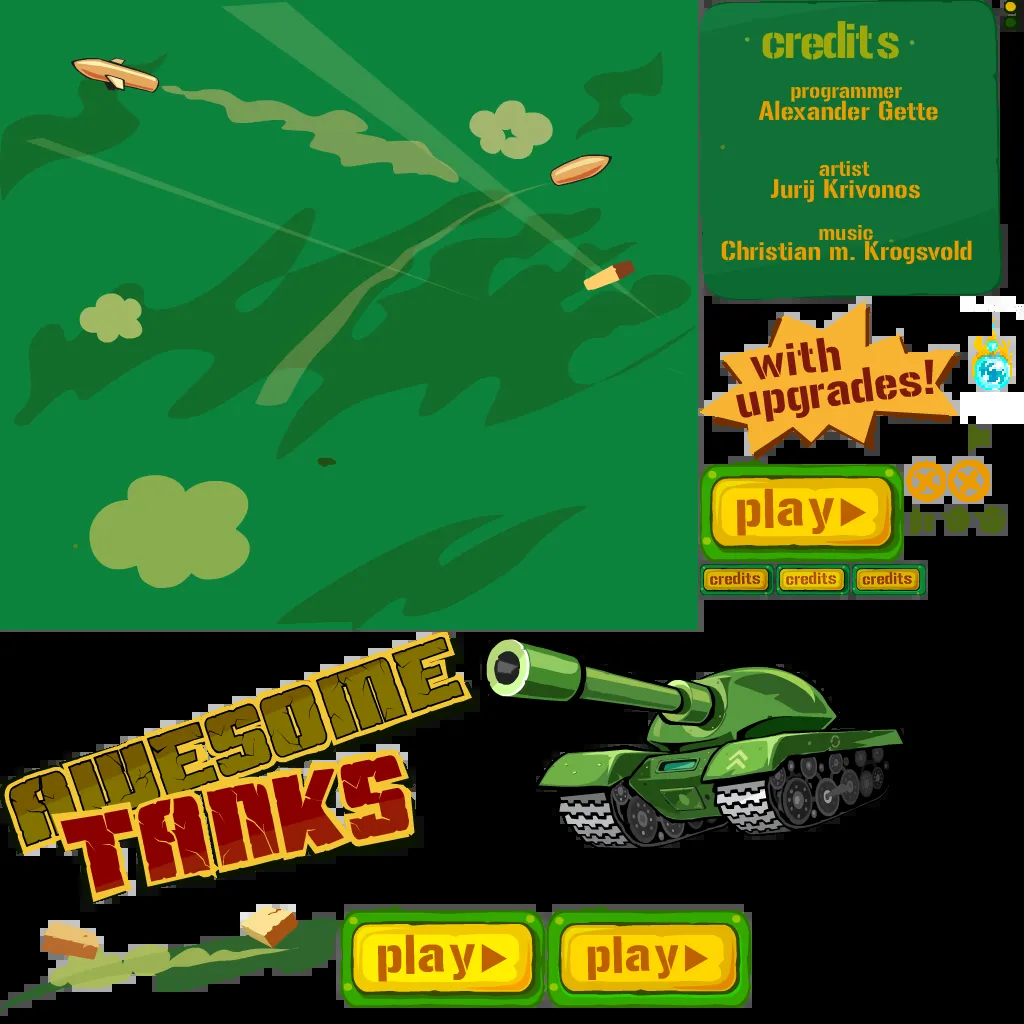 credits
programmer
Alexander Gette
artist
Jurij Krivonos
music
Christian m. Krogsvold
with
upgrades!
play
credits credits credits
AWESOME
TANKS
play play